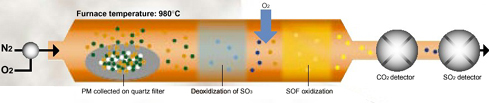 O₂
Furnace temperature: 980°C
N2
O2
PM collected on quartz filter
Deoxidization of SO₃
SOF oxidization
CO₂ detector
SO₂ detector